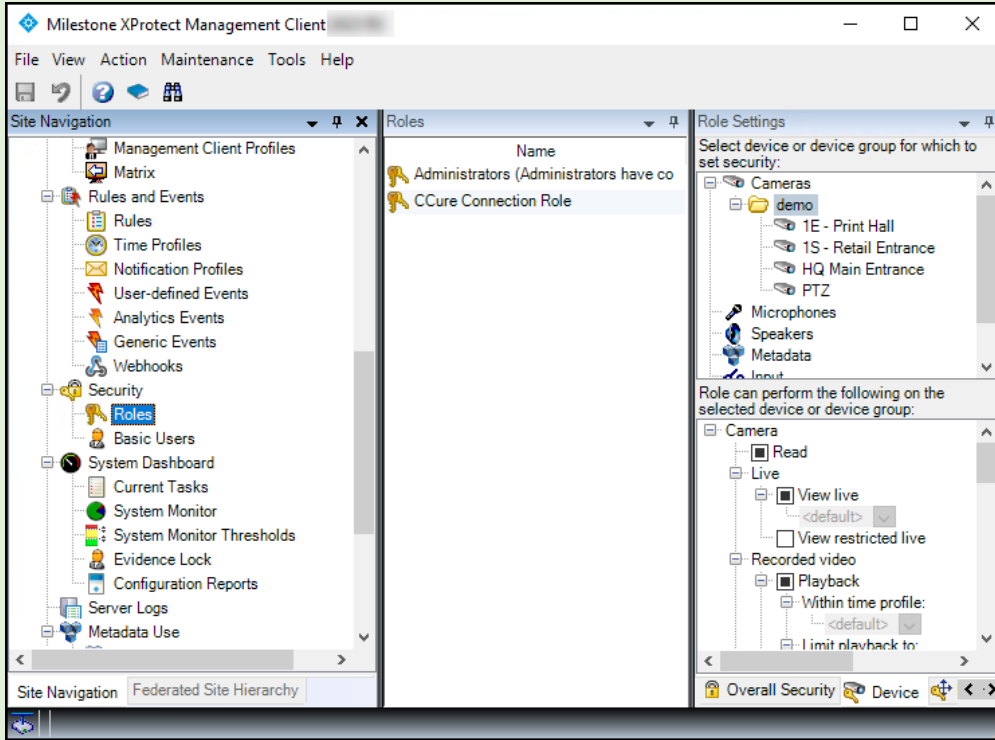 Milestone XProtect Management Client
File View Action Maintenance Tools Help
Site Navigation
Management Client Profiles
Matrix
Rules and Events
Rules
Time Profiles
Notification Profiles
User-defined Events
Analytics Events
Generic Events
Webhooks
Security
Roles
Basic Users
System Dashboard
Current Tasks
System Monitor
System Monitor Thresholds
Evidence Lock
Configuration Reports
Server Logs
Metadata Use
Site Navigation
Federated Site Hierarchy
Roles
Name
Administrators (Administrators have co
CCure Connection Role
Role Settings
Select device or device group for which to
set security:
Cameras
demo
1E - Print Hall
1S - Retail Entrance
HQ Main Entrance
PTZ
Microphones
Speakers
Metadata
Input
Role can perform the following on the
selected device or device group:
Camera
Read
Live
View live
<default>
View restricted live
Recorded video
Playback
Within time profile:
<default>
Limit playback to:
Overall Security
Device